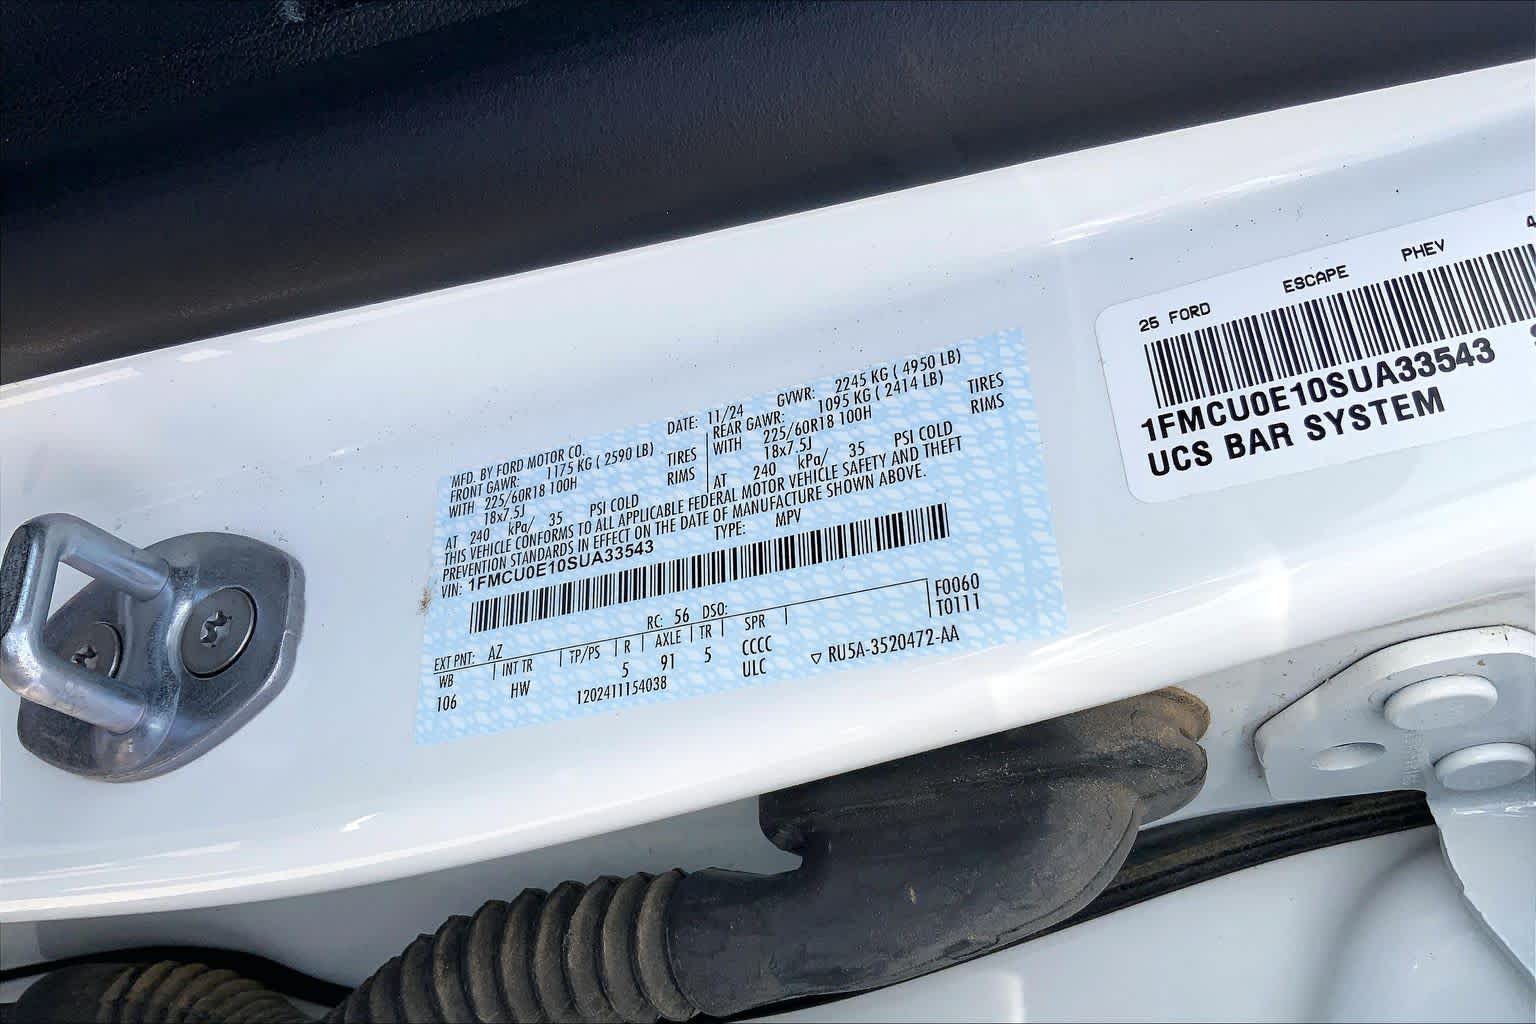 MFD. BY FORD MOTOR CO. DATE: 11/24 GVWR: 2245 KG ( 4950 LB)
FRONT GAWR: 1175 KG ( 2590 LB) REAR GAWR: 1095 KG ( 2414 LB)
WITH 225/60R18 100H TIRES WITH 225/60R18 100H TIRES
18x7.5J RIMS 18x7.5J RIMS
AT 240 kPa/ 35 PSI COLD AT 240 kPa/ 35 PSI COLD
THIS VEHICLE CONFORMS TO ALL APPLICABLE FEDERAL MOTOR VEHICLE SAFETY AND THEFT
PREVENTION STANDARDS IN EFFECT ON THE DATE OF MANUFACTURE SHOWN ABOVE.
VIN: 1FMCU0E10SUA33543 TYPE: MPV
F0060
T0111
EXT PNT: AZ RC: 56 DSO:
WB INT TR TP/PS R AXLE TR SPR
106 HW 5 91 5 CCCC
1202411154038 ULC ▽ RU5A-3520472-AA
25 FORD ESCAPE PHEV 4
1FMCU0E10SUA33543
UCS BAR SYSTEM